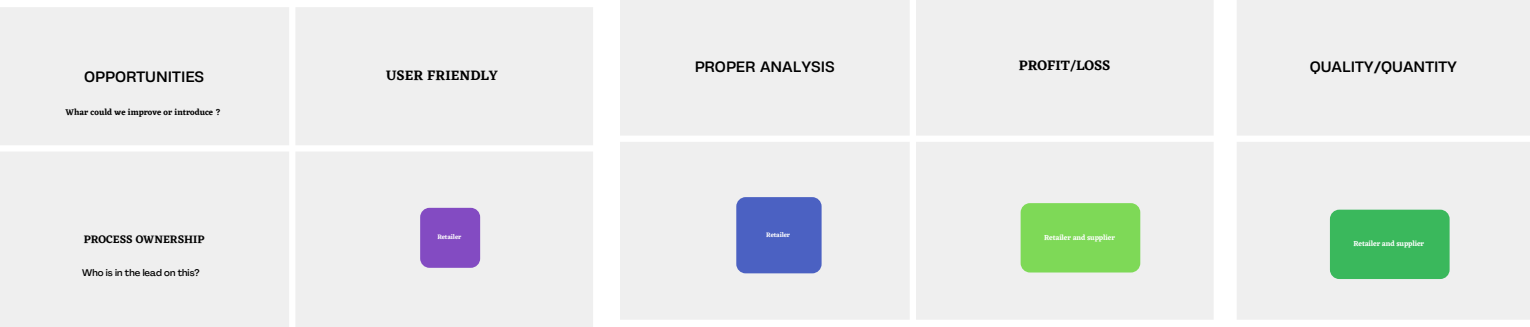 OPPORTUNITIES
Whar could we improve or introduce ?
USER FRIENDLY
PROPER ANALYSIS
PROFIT/LOSS
QUALITY/QUANTITY
PROCESS OWNERSHIP
Who is in the lead on this?
Retailer
Retailer
Retailer and supplier
Retailer and supplier